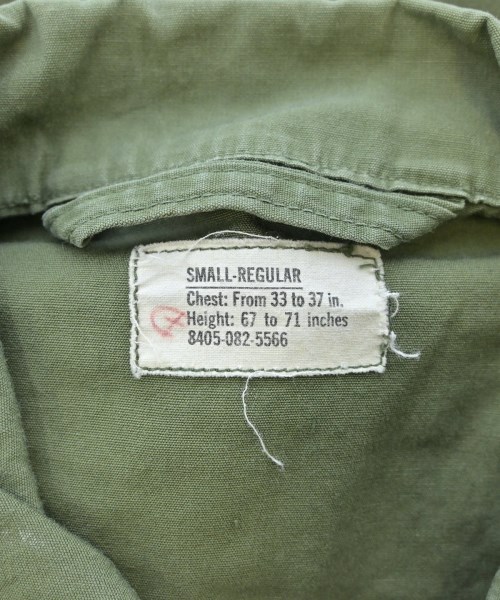 SMALL-REGULAR
Chest: From 33 to 37 in.
Height: 67 to 71 inches
8405-082-5566